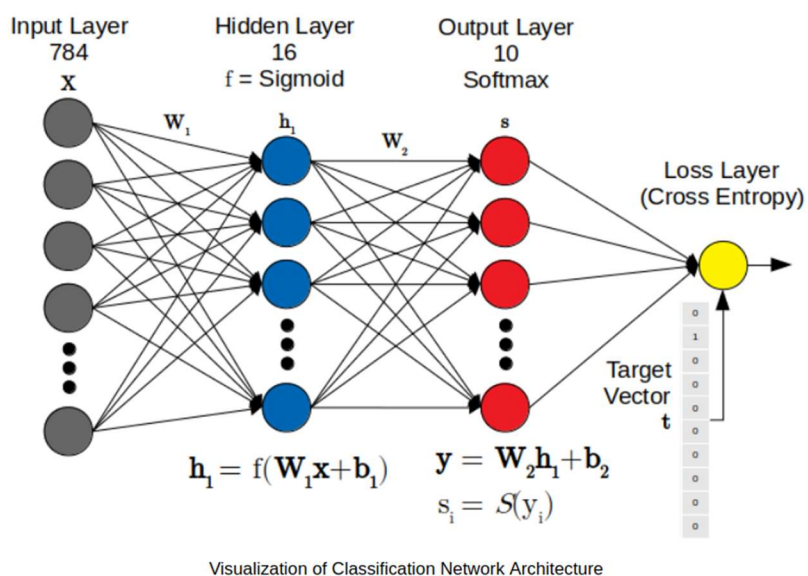 Input Layer
784
x
Hidden Layer
16
f = Sigmoid
Output Layer
10
Softmax
W₁
h₁
W₂
s
Loss Layer
(Cross Entropy)
Target
Vector
t
0
1
0
0
0
0
0
0
0
0
h₁ = f(W₁x+b₁)
y = W₂h₁+b₂
sᵢ = S(yᵢ)
Visualization of Classification Network Architecture